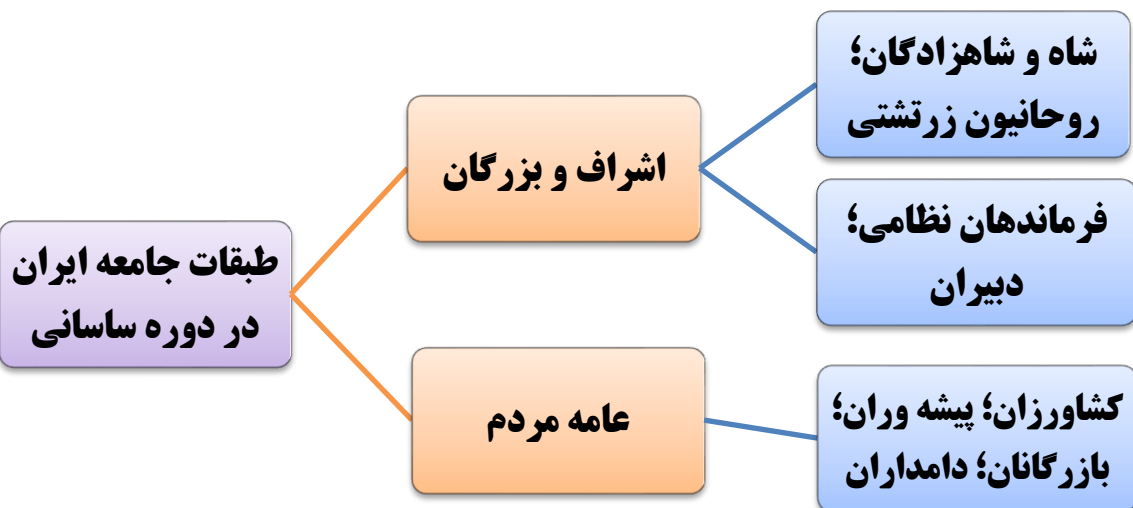 طبقات جامعه ایران
در دوره ساسانی
اشراف و بزرگان
شاه و شاهزادگان؛
روحانیون زرتشتی
فرماندهان نظامی؛
دبیران
عامه مردم
کشاورزان؛ پیشه وران؛
بازرگانان؛ دامداران